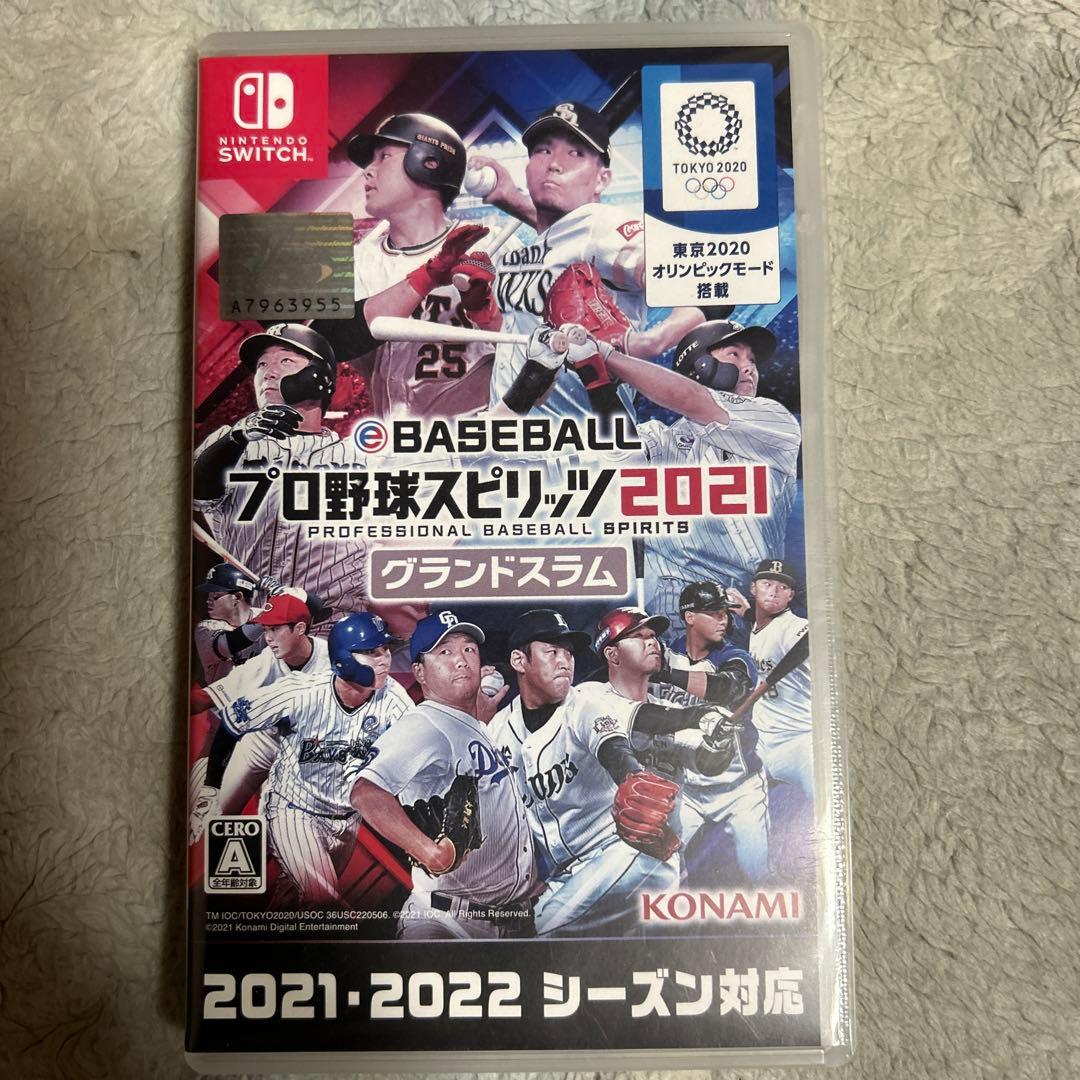 NINTENDO
SWITCH
TOKYO 2020
東京2020
オリンピックモード
搭載
A7963955
GIANTS PRIDE
25
LOTTE
eBASEBALL
プロ野球スピリッツ2021
PROFESSIONAL BASEBALL SPIRITS
グランドスラム
CERO
A
全年齢対象
KONAMI
TM IOC/TOKYO2020/USOC 36USC220506. ©2021 IOC. All Rights Reserved.
©2021 Konami Digital Entertainment
2021・2022 シーズン対応